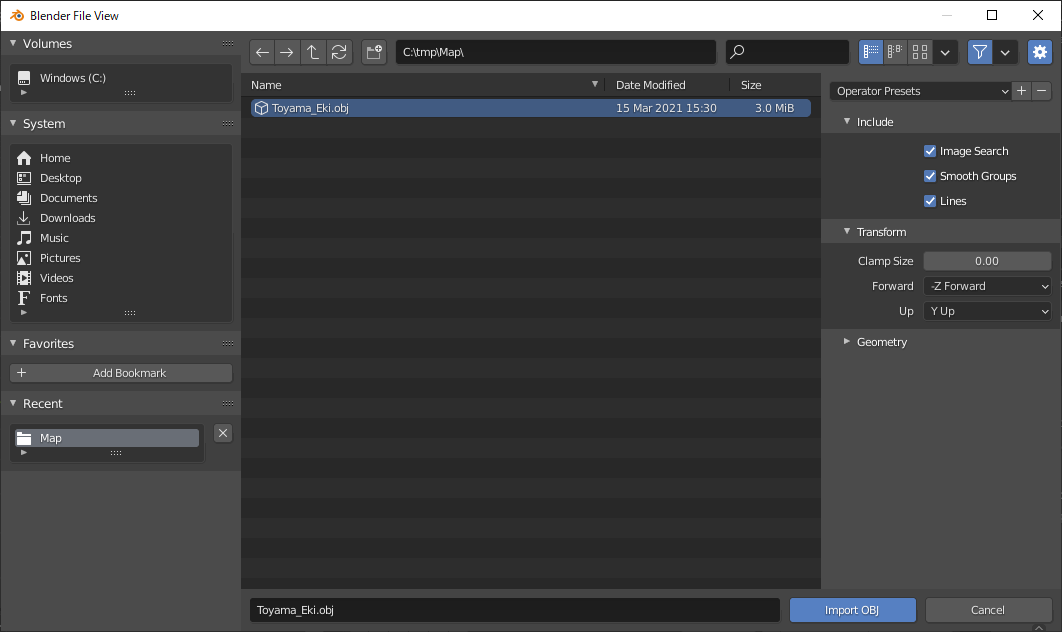 Blender File View
Volumes
Windows (C:)
System
Home
Desktop
Documents
Downloads
Music
Pictures
Videos
Fonts
Favorites
Add Bookmark
Recent
Map
C:\tmp\Map\
Name Date Modified Size
Toyama_Eki.obj 15 Mar 2021 15:30 3.0 MiB
Operator Presets
Include
Image Search
Smooth Groups
Lines
Transform
Clamp Size 0.00
Forward -Z Forward
Up Y Up
Geometry
Toyama_Eki.obj
Import OBJ
Cancel